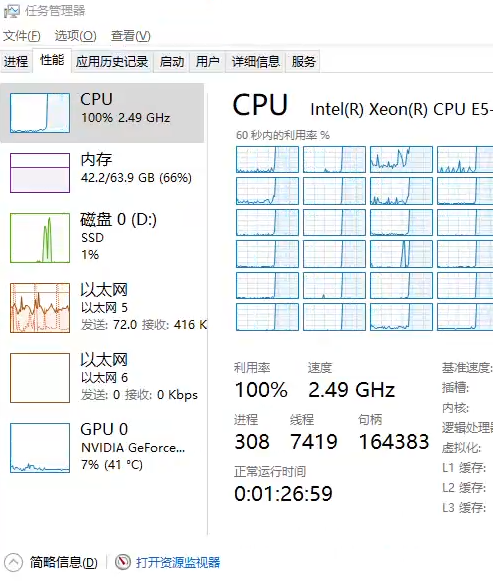 任务管理器
文件(F) 选项(O) 查看(V)
进程 性能 应用历史记录 启动 用户 详细信息 服务
CPU
100% 2.49 GHz
内存
42.2/63.9 GB (66%)
磁盘 0 (D:)
SSD
1%
以太网
以太网 5
发送: 72.0 接收: 416 K
以太网
以太网 6
发送: 0 接收: 0 Kbps
GPU 0
NVIDIA GeForce...
7% (41 °C)
CPU Intel(R) Xeon(R) CPU E5-
60 秒内的利用率 %
利用率 速度 基准速度:
100% 2.49 GHz 插槽:
内核:
进程 线程 句柄 逻辑处理器
308 7419 164383 虚拟化:
正常运行时间 L1 缓存:
0:01:26:59 L2 缓存:
L3 缓存:
简略信息(D) 打开资源监视器